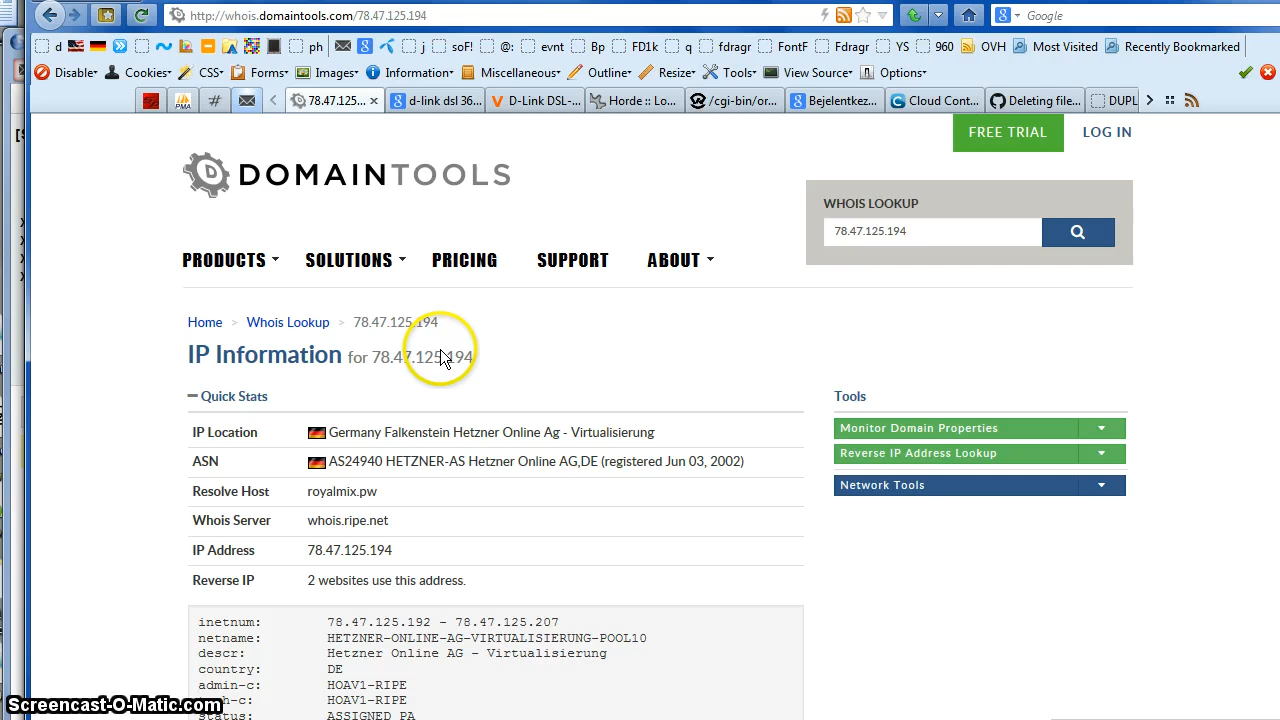 http://whois.domaintools.com/78.47.125.194
Google
d ph j soF! @: evnt Bp FD1k q fdragr FontF Fdragr YS 960 OVH Most Visited Recently Bookmarked
Disable Cookies CSS Forms Images Information Miscellaneous Outline Resize Tools View Source Options
PMA # 78.47.125.... d-link dsl 36... D-Link DSL-... Horde :: Lo... /cgi-bin/or... Bejelentkez... Cloud Cont... Deleting file... DUPL
FREE TRIAL LOG IN
DOMAINTOOLS
WHOIS LOOKUP
78.47.125.194
PRODUCTS SOLUTIONS PRICING SUPPORT ABOUT
Home > Whois Lookup > 78.47.125.194
IP Information for 78.47.125.194
Quick Stats
Tools
IP Location Germany Falkenstein Hetzner Online Ag - Virtualisierung
Monitor Domain Properties
ASN AS24940 HETZNER-AS Hetzner Online AG,DE (registered Jun 03, 2002)
Reverse IP Address Lookup
Resolve Host royalmix.pw
Network Tools
Whois Server whois.ripe.net
IP Address 78.47.125.194
Reverse IP 2 websites use this address.
inetnum: 78.47.125.192 - 78.47.125.207
netname: HETZNER-ONLINE-AG-VIRTUALISIERUNG-POOL10
descr: Hetzner Online AG - Virtualisierung
country: DE
admin-c: HOAV1-RIPE
HOAV1-RIPE
status: ASSIGNED PA
Screencast-O-Matic.com